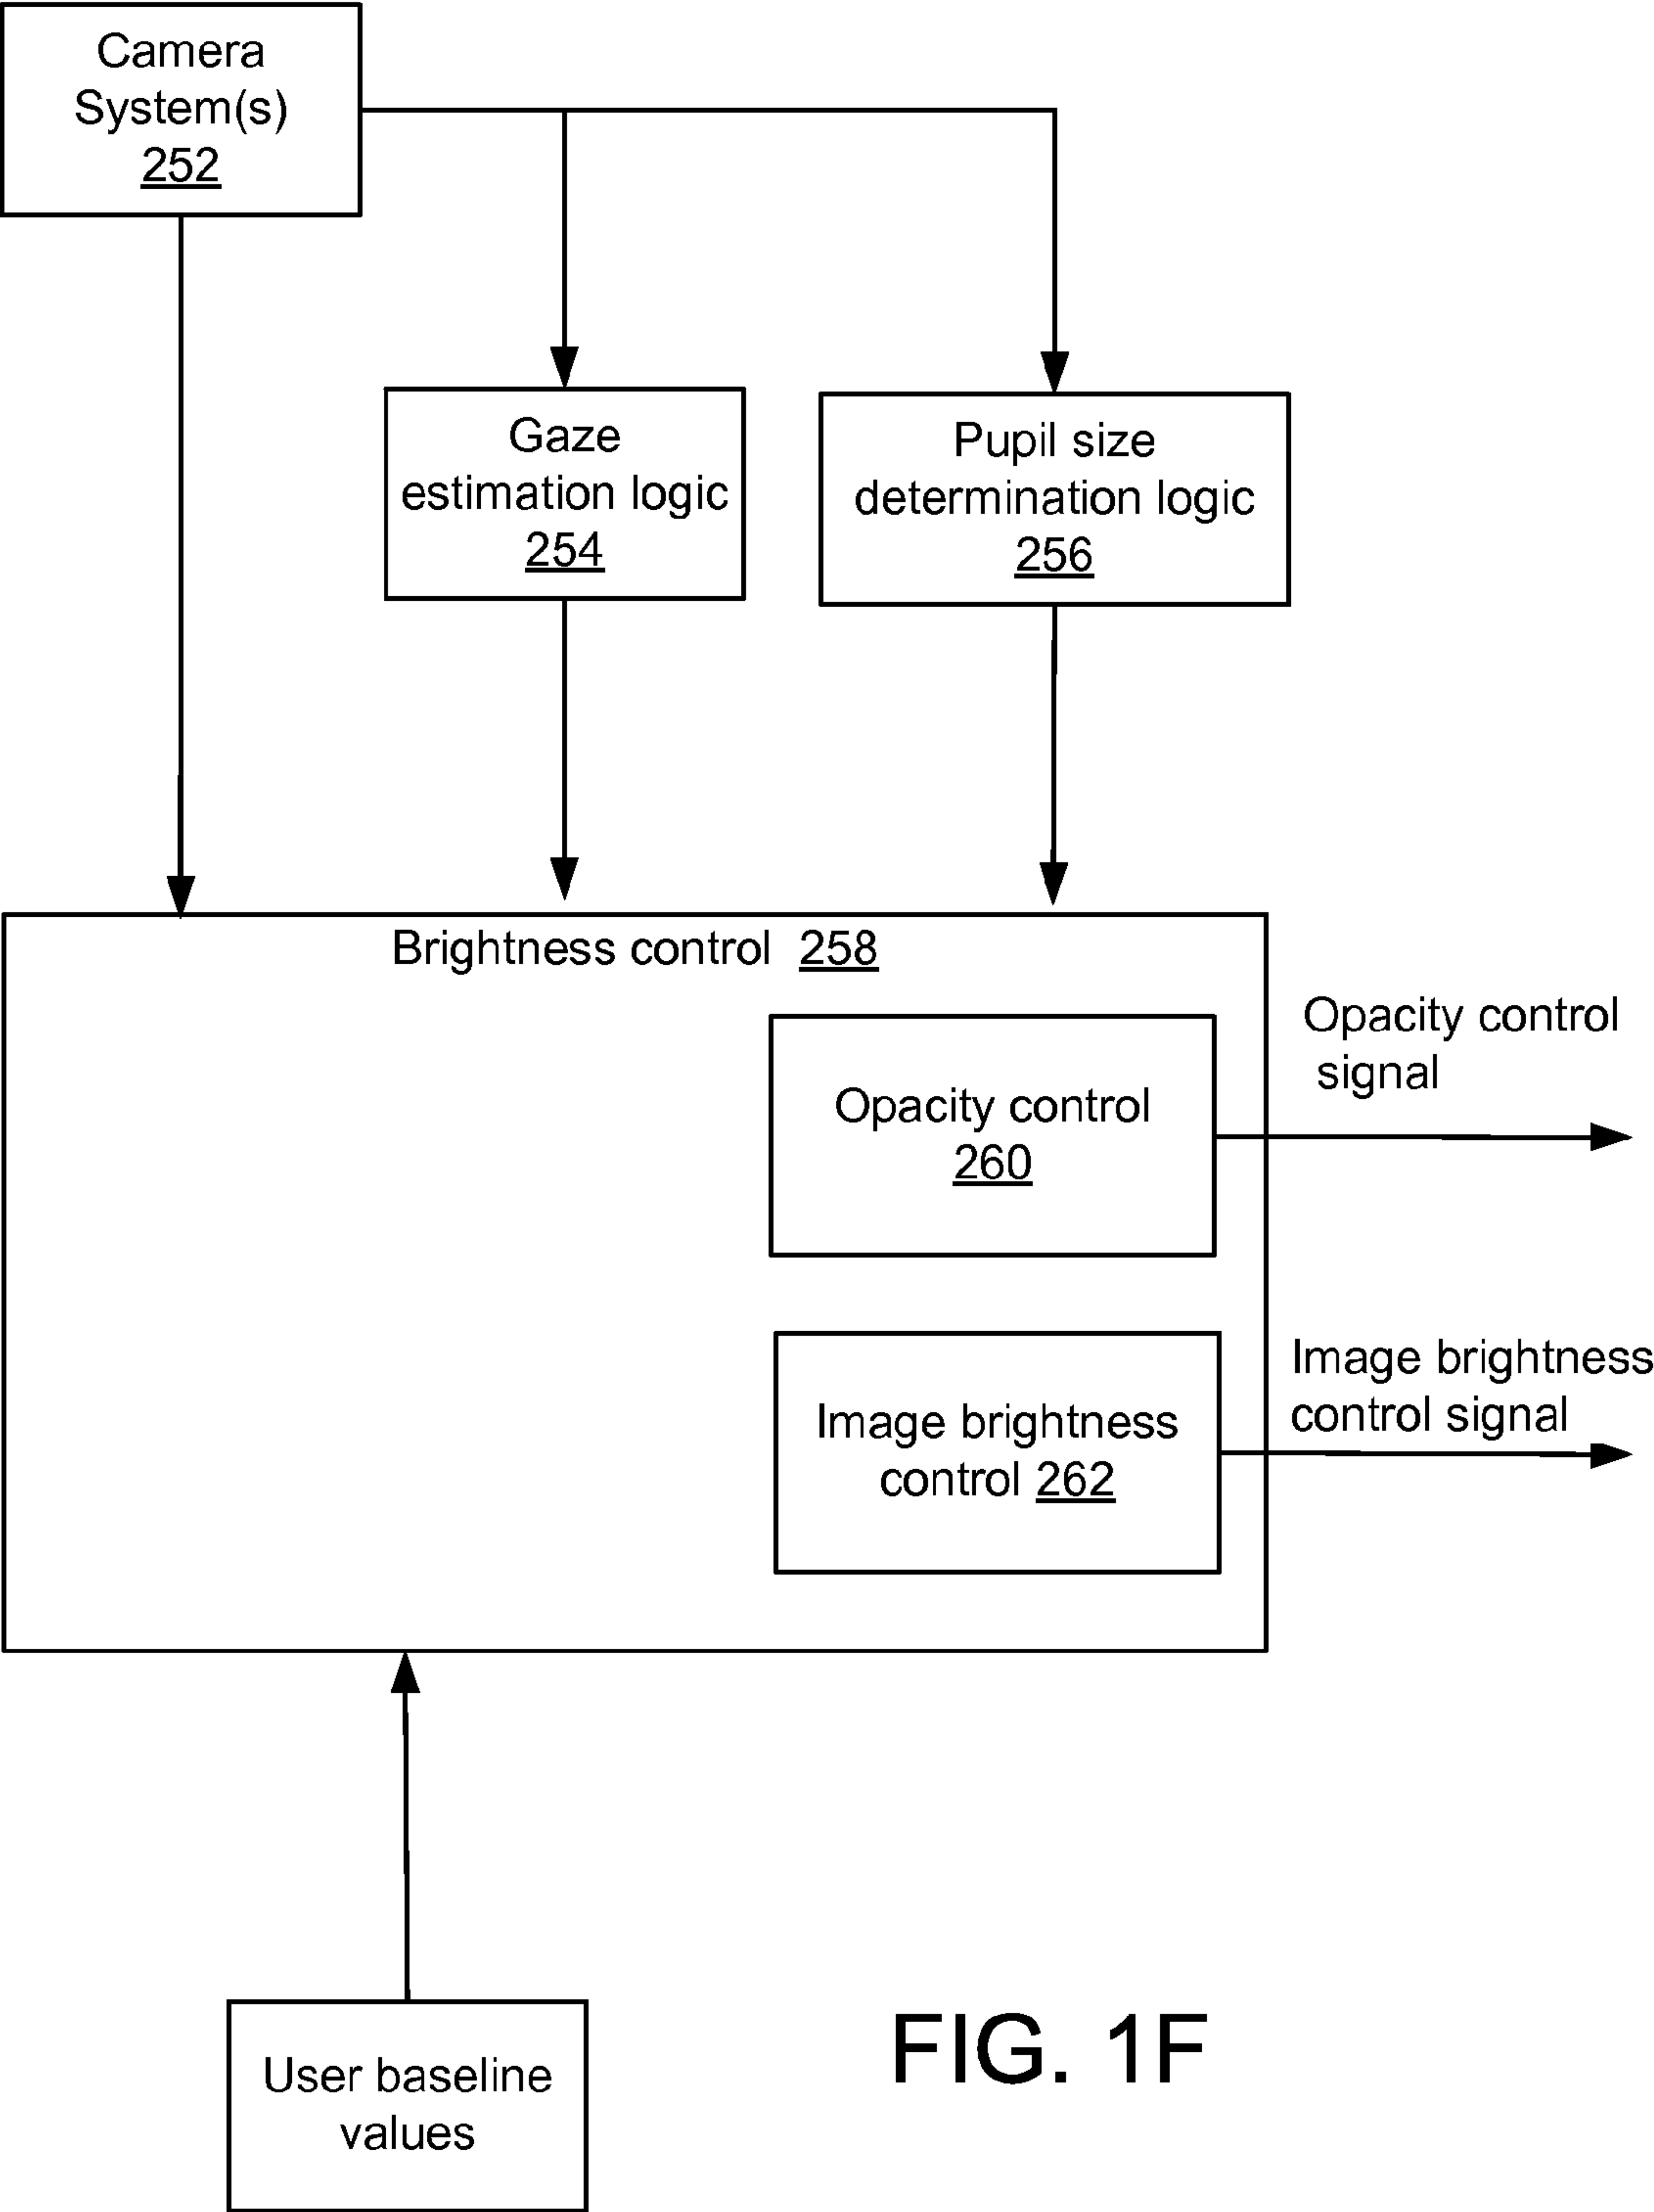 Camera
System(s)
252
Gaze
estimation logic
254
Pupil size
determination logic
256
Brightness control 258
Opacity control
260
Opacity control
signal
Image brightness
control 262
Image brightness
control signal
User baseline
values
FIG. 1F